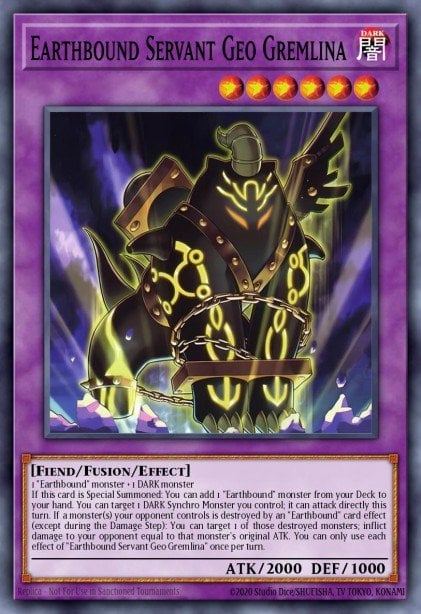 EARTHBOUND SERVANT GEO GREMLINA
DARK
闇
[FIEND/FUSION/EFFECT]
1 "Earthbound" monster + 1 DARK monster
If this card is Special Summoned: You can add 1 "Earthbound" monster from your Deck to
your hand. You can target 1 DARK Synchro Monster you control; it can attack directly this
turn. If a monster(s) your opponent controls is destroyed by an "Earthbound" card effect
(except during the Damage Step): You can target 1 of those destroyed monsters; inflict
damage to your opponent equal to that monster's original ATK. You can only use each
effect of "Earthbound Servant Geo Gremlina" once per turn.
ATK/2000 DEF/1000
Replica - Not For Use in Sanctioned Tournaments ©2020 Studio Dice/SHUEISHA, TV TOKYO, KONAMI